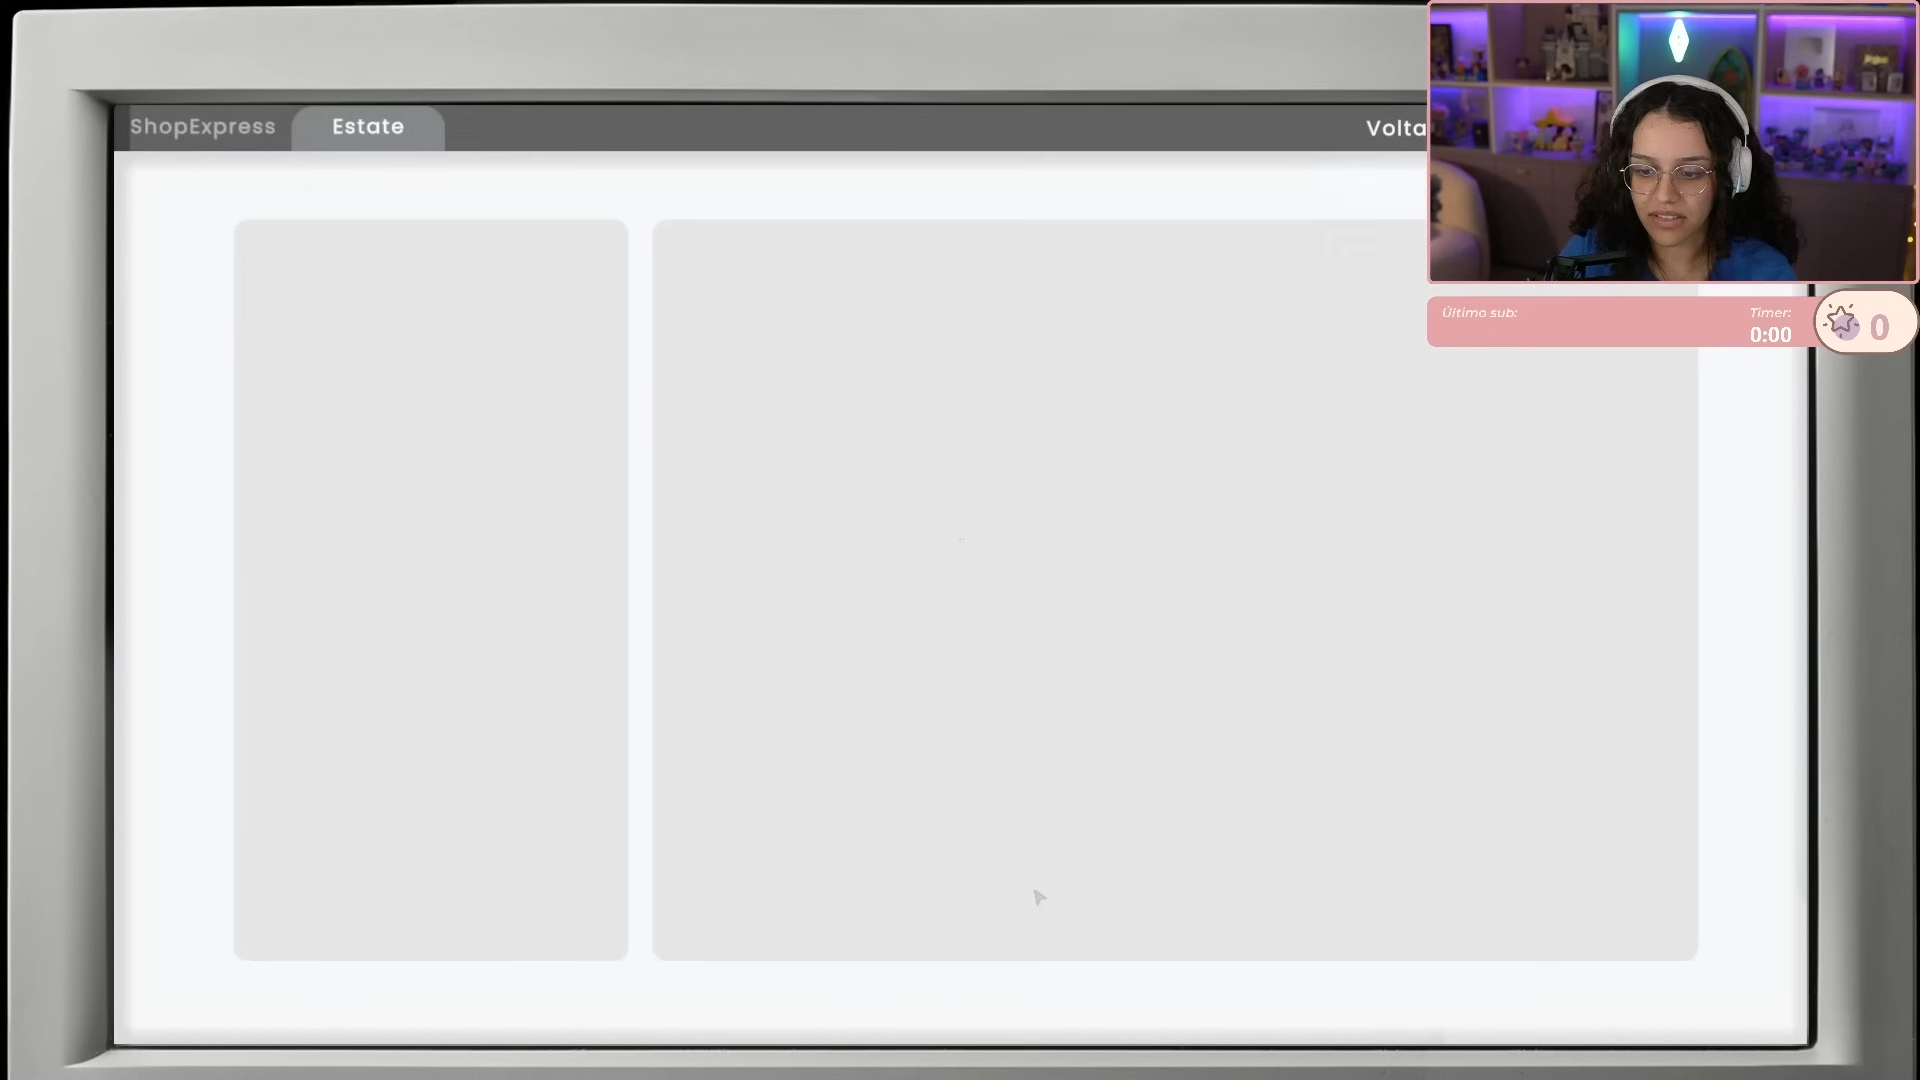 ShopExpress
Estate
Volta
Último sub:
Timer:
0:00
0